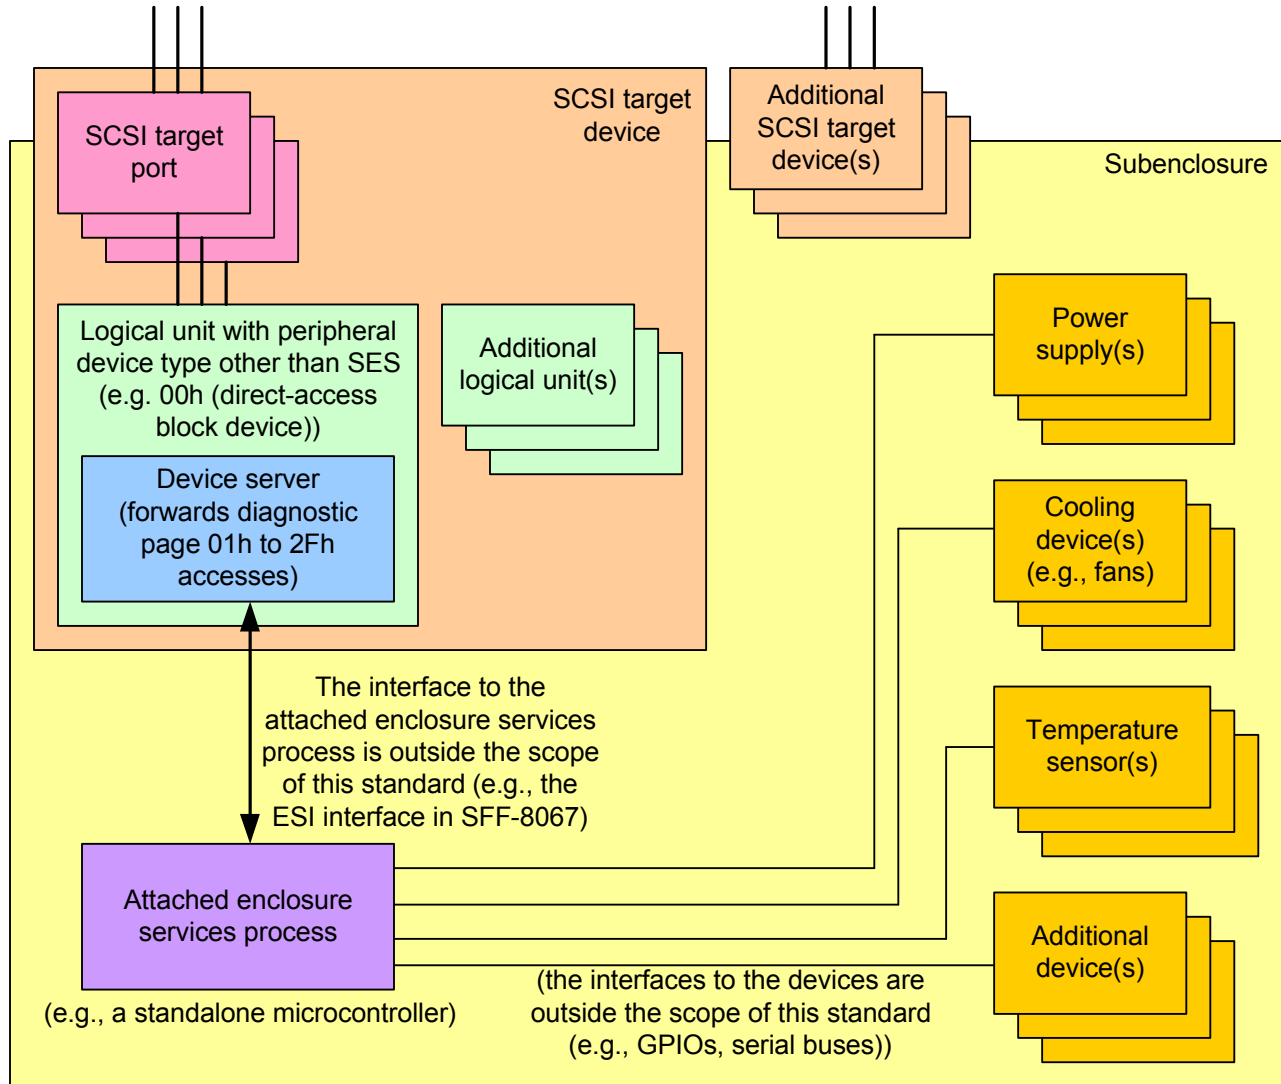 SCSI target
device
SCSI target
port
Additional
SCSI target
device(s)
Subenclosure
Logical unit with peripheral
device type other than SES
(e.g. 00h (direct-access
block device))
Additional
logical unit(s)
Device server
(forwards diagnostic
page 01h to 2Fh
accesses)
Power
supply(s)
Cooling
device(s)
(e.g., fans)
Temperature
sensor(s)
Additional
device(s)
The interface to the
attached enclosure services
process is outside the scope
of this standard (e.g., the
ESI interface in SFF-8067)
Attached enclosure
services process
(e.g., a standalone microcontroller)
(the interfaces to the devices are
outside the scope of this standard
(e.g., GPIOs, serial buses))